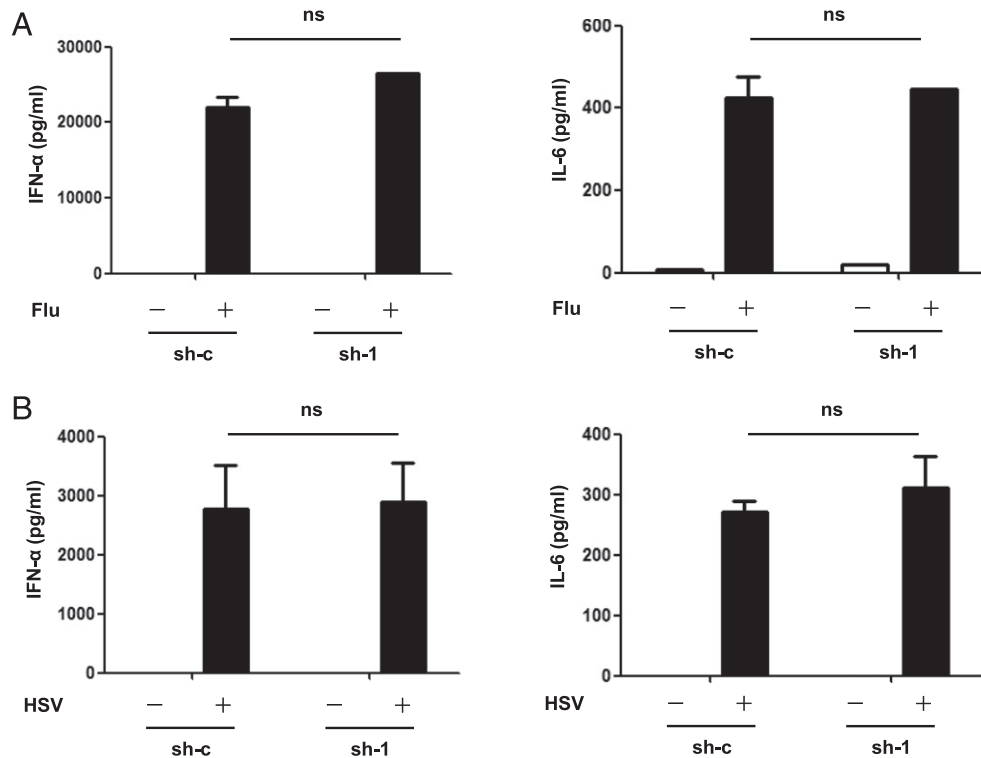 A
ns
30000
20000
10000
0
IFN-α (pg/ml)
Flu − + − +
sh-c sh-1
ns
600
400
200
0
IL-6 (pg/ml)
Flu − + − +
sh-c sh-1
B
ns
4000
3000
2000
1000
0
IFN-α (pg/ml)
HSV − + − +
sh-c sh-1
ns
400
300
200
100
0
IL-6 (pg/ml)
HSV − + − +
sh-c sh-1